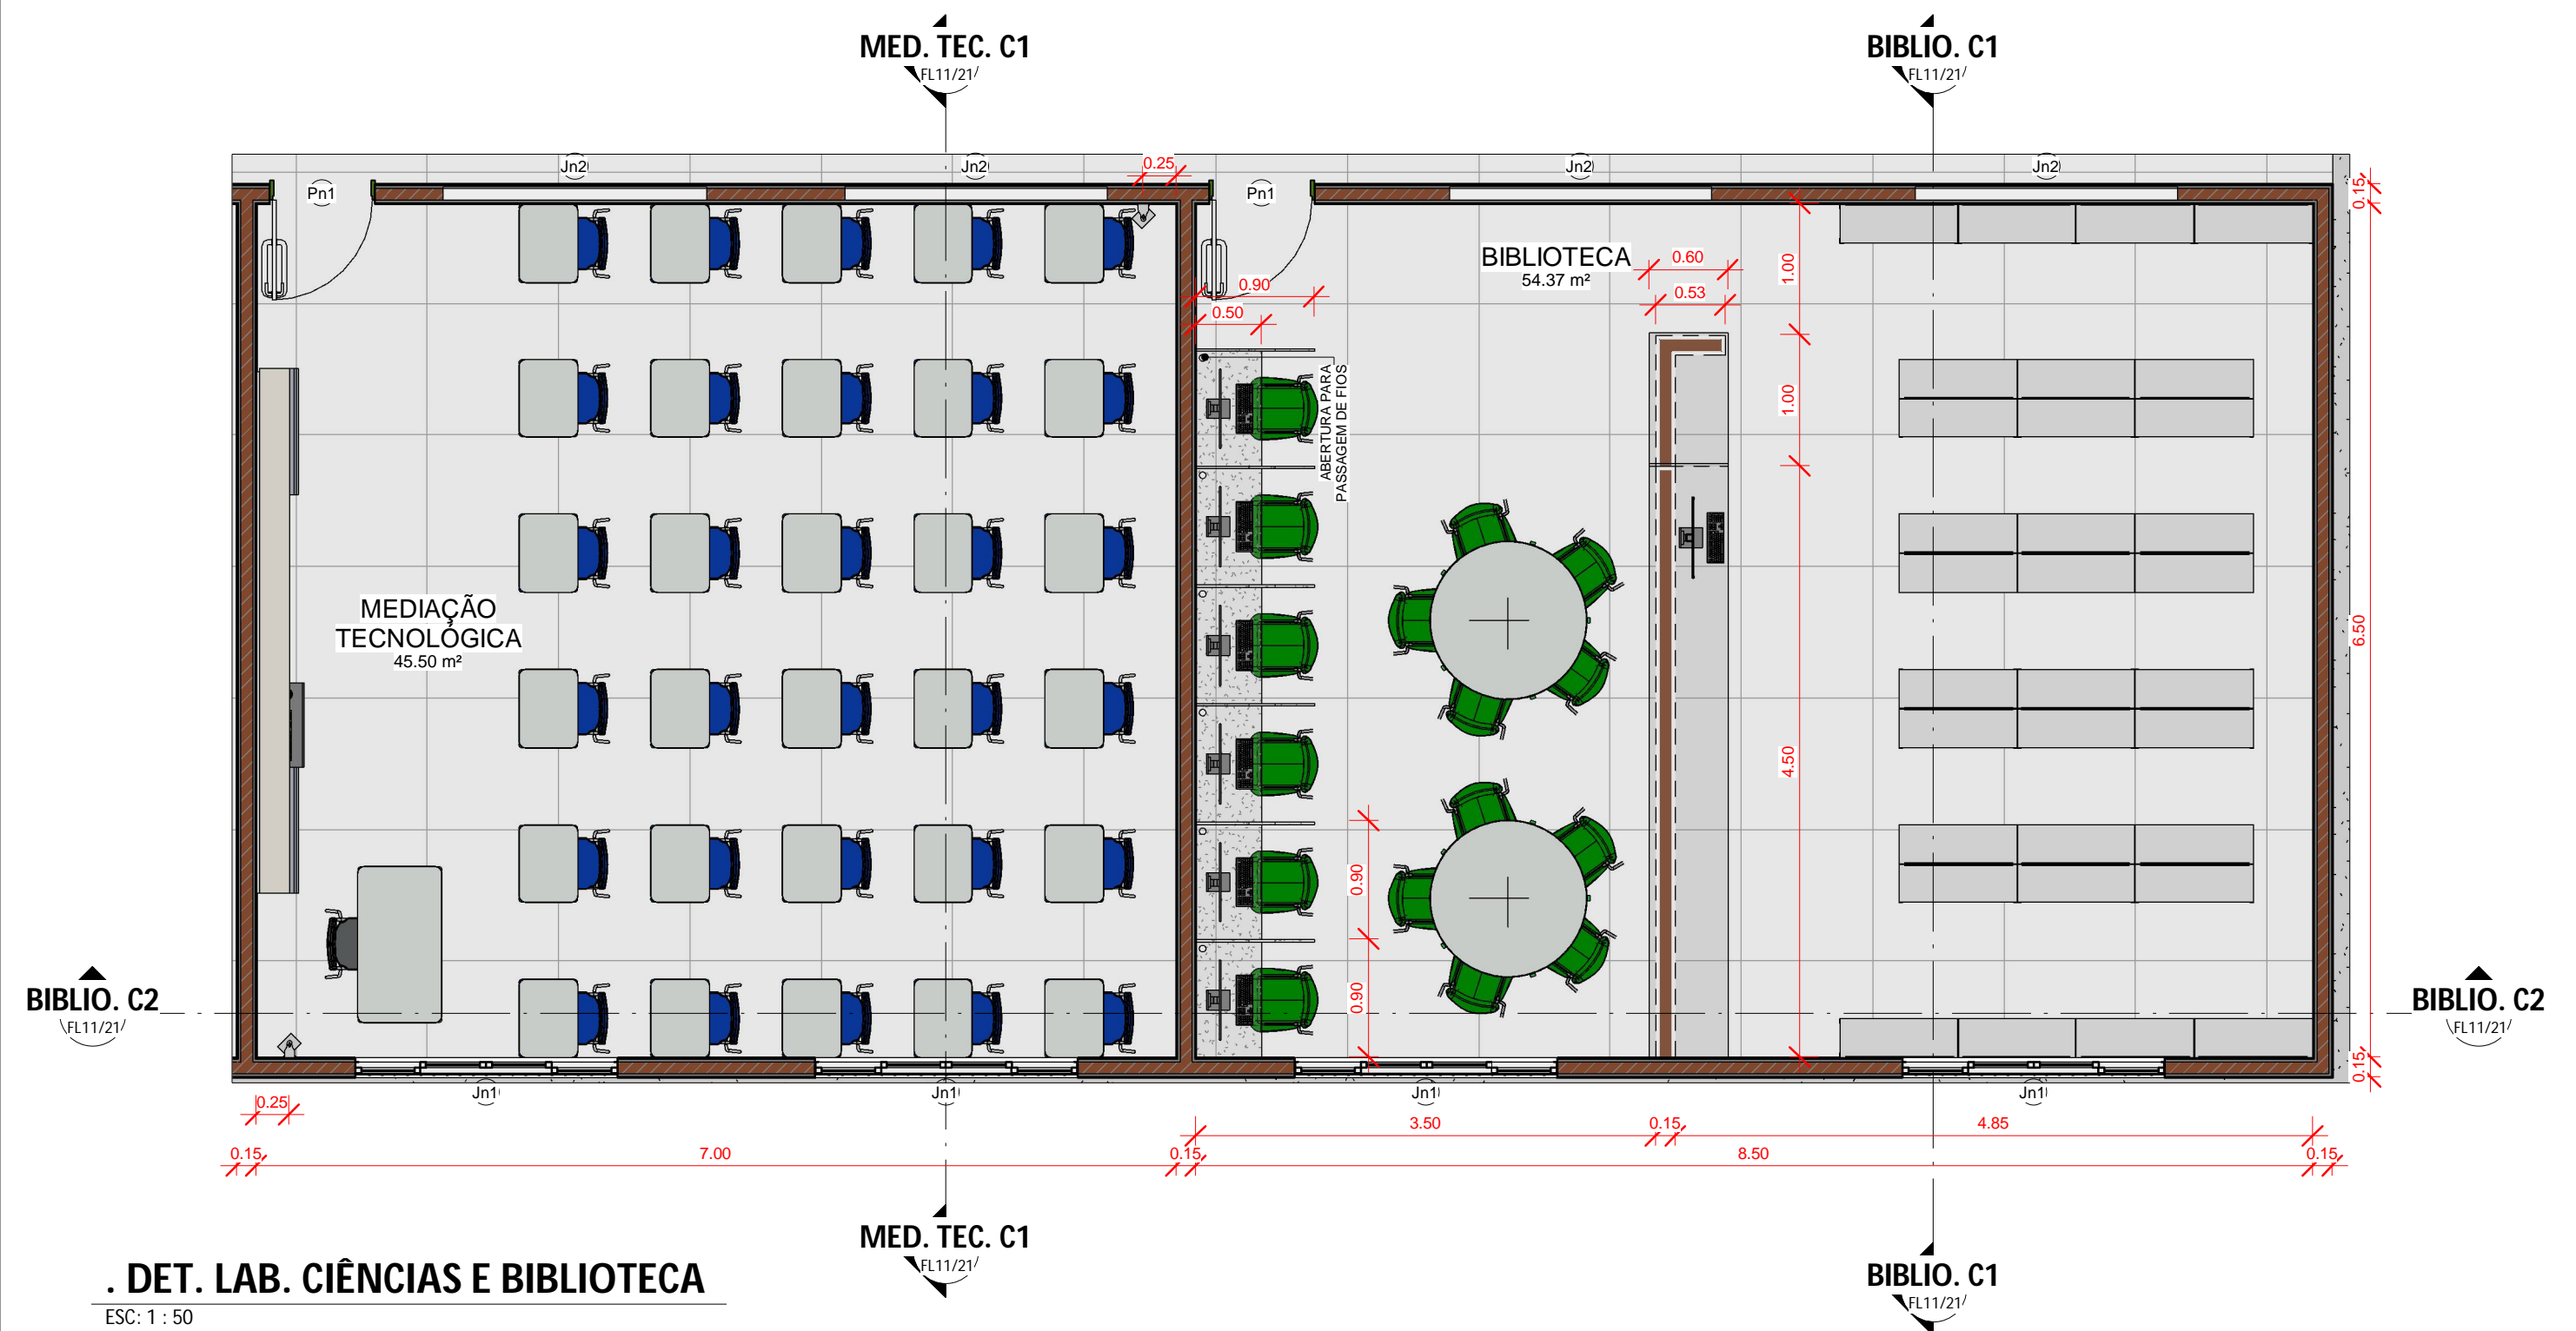 MED. TEC. C1
FL11/21
BIBLIO. C1
FL11/21
Jn2
Jn2
0.25
Jn2
Jn2
Pn1
Pn1
0.15
BIBLIOTECA
54.37 m²
0.60
0.53
1.00
0.90
0.50
ABERTURA PARA
PASSAGEM DE FIOS
1.00
MEDIAÇÃO
TECNOLÓGICA
45.50 m²
6.50
4.50
0.90
0.90
BIBLIO. C2
FL11/21
BIBLIO. C2
FL11/21
0.15
Jn1
Jn1
Jn1
Jn1
0.25
3.50
0.15
4.85
0.15
7.00
0.15
8.50
0.15
MED. TEC. C1
FL11/21
BIBLIO. C1
FL11/21
. DET. LAB. CIÊNCIAS E BIBLIOTECA
ESC: 1 : 50